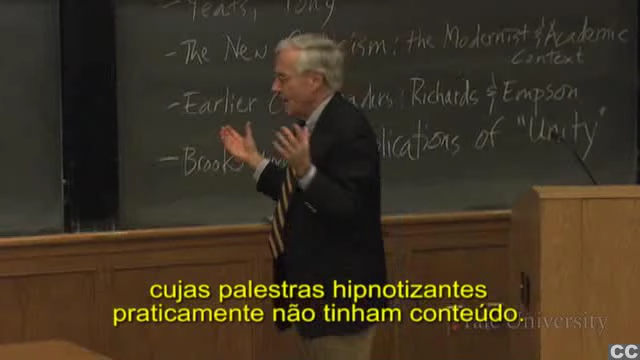 Yeats, Tony
- The New Criticism: the Modernist & Academic
Context
- Earlier Readers: Richards & Empson
- Brooks Implications of "Unity"
cujas palestras hipnotizantes
praticamente não tinham conteúdo.
Yale University
CC